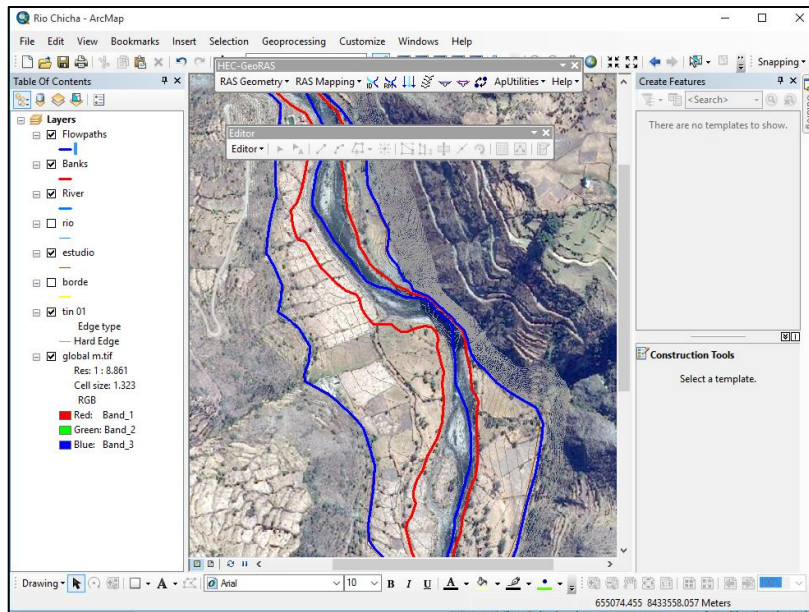 Rio Chicha - ArcMap
File Edit View Bookmarks Insert Selection Geoprocessing Customize Windows Help
Snapping
HEC-GeoRAS
RAS Geometry RAS Mapping ApUtilities Help
Table Of Contents
Layers
Flowpaths
Banks
River
rio
estudio
borde
tin 01
Edge type
Hard Edge
global m.tif
Res: 1 : 8.861
Cell size: 1.323
RGB
Red: Band_1
Green: Band_2
Blue: Band_3
Editor
Editor
Create Features
<Search>
There are no templates to show.
Construction Tools
Select a template.
Drawing A Arial 10 B I U A 100%
655074.455 8433558.057 Meters